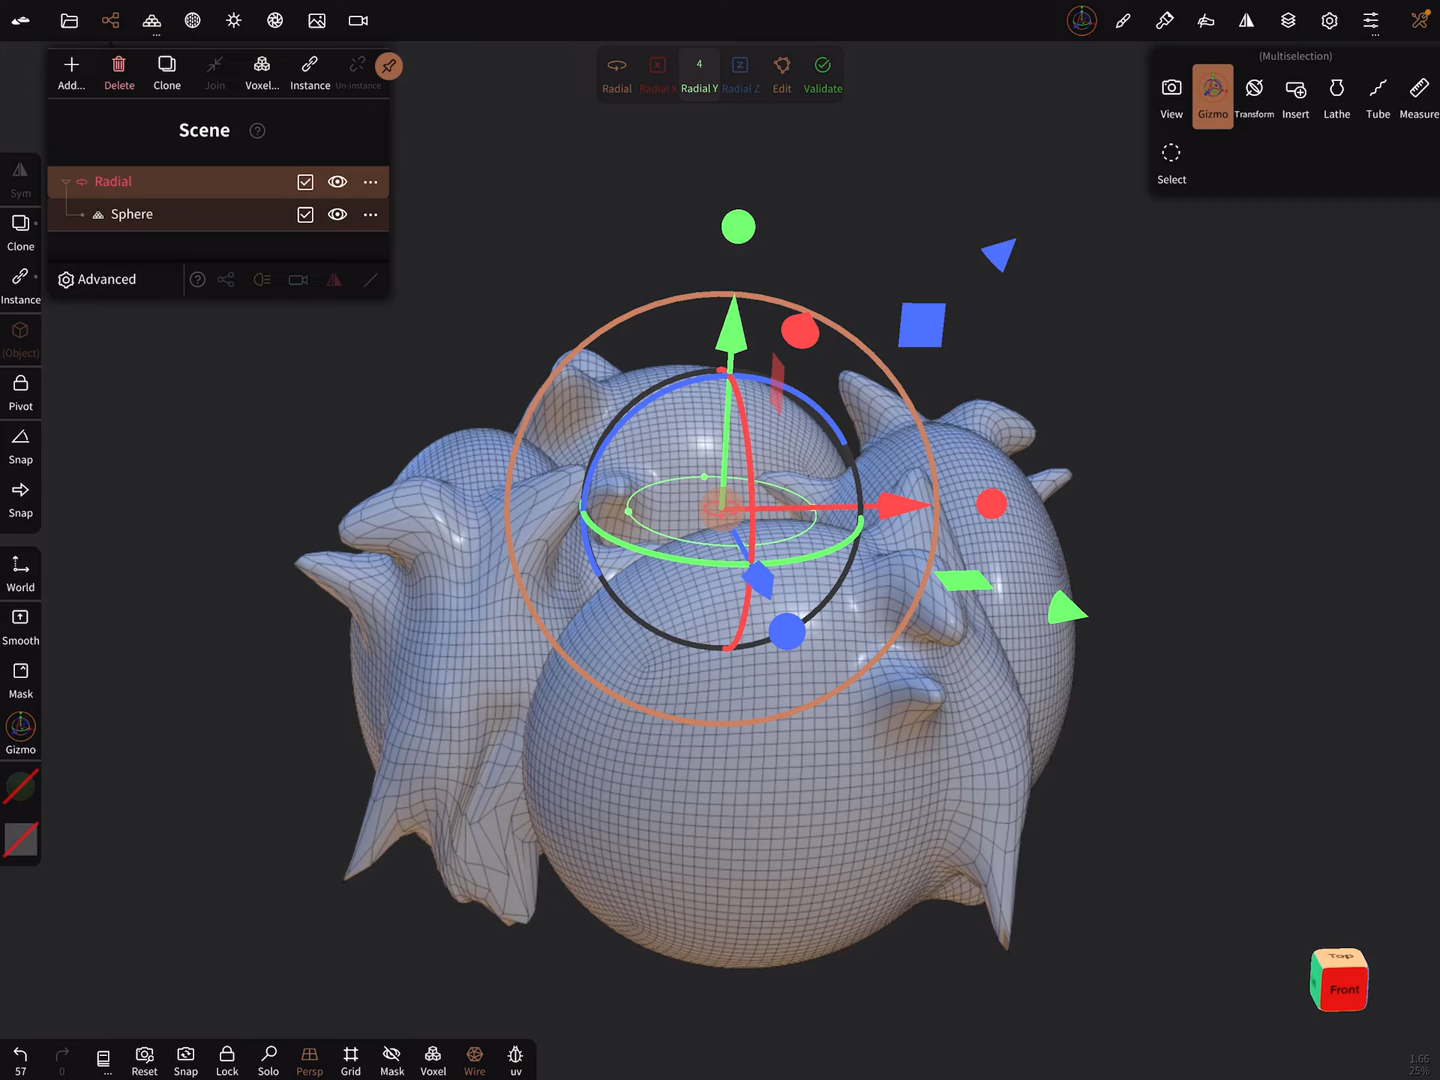 Add...
Delete
Clone
Join
Voxel...
Instance
Un-instance
Radial
Radial X
4
Radial Y
Radial Z
Edit
Validate
(Multiselection)
View
Gizmo
Transform
Insert
Lathe
Tube
Measure
Select
Scene
?
Radial
Sphere
Advanced
?
Sym
Clone
Instance
(Object)
Pivot
Snap
Snap
World
Smooth
Mask
Gizmo
Top
Front
57
0
...
Reset
Snap
Lock
Solo
Persp
Grid
Mask
Voxel
Wire
uv
1.66
25%